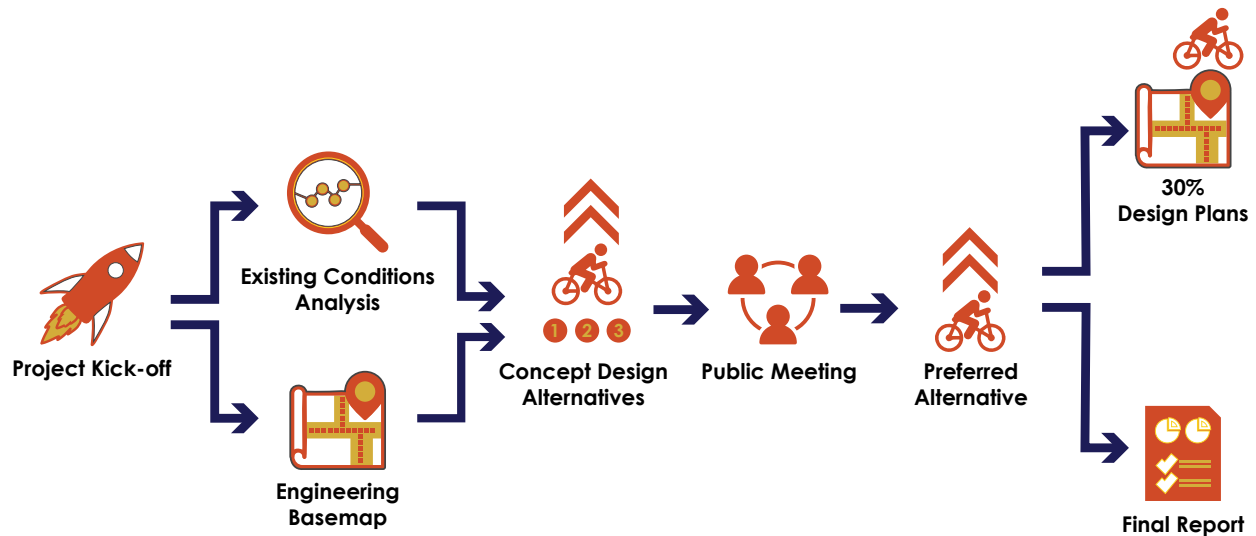 Project Kick-off
Existing Conditions
Analysis
Engineering
Basemap
1 2 3
Concept Design
Alternatives
Public Meeting
Preferred
Alternative
30%
Design Plans
Final Report